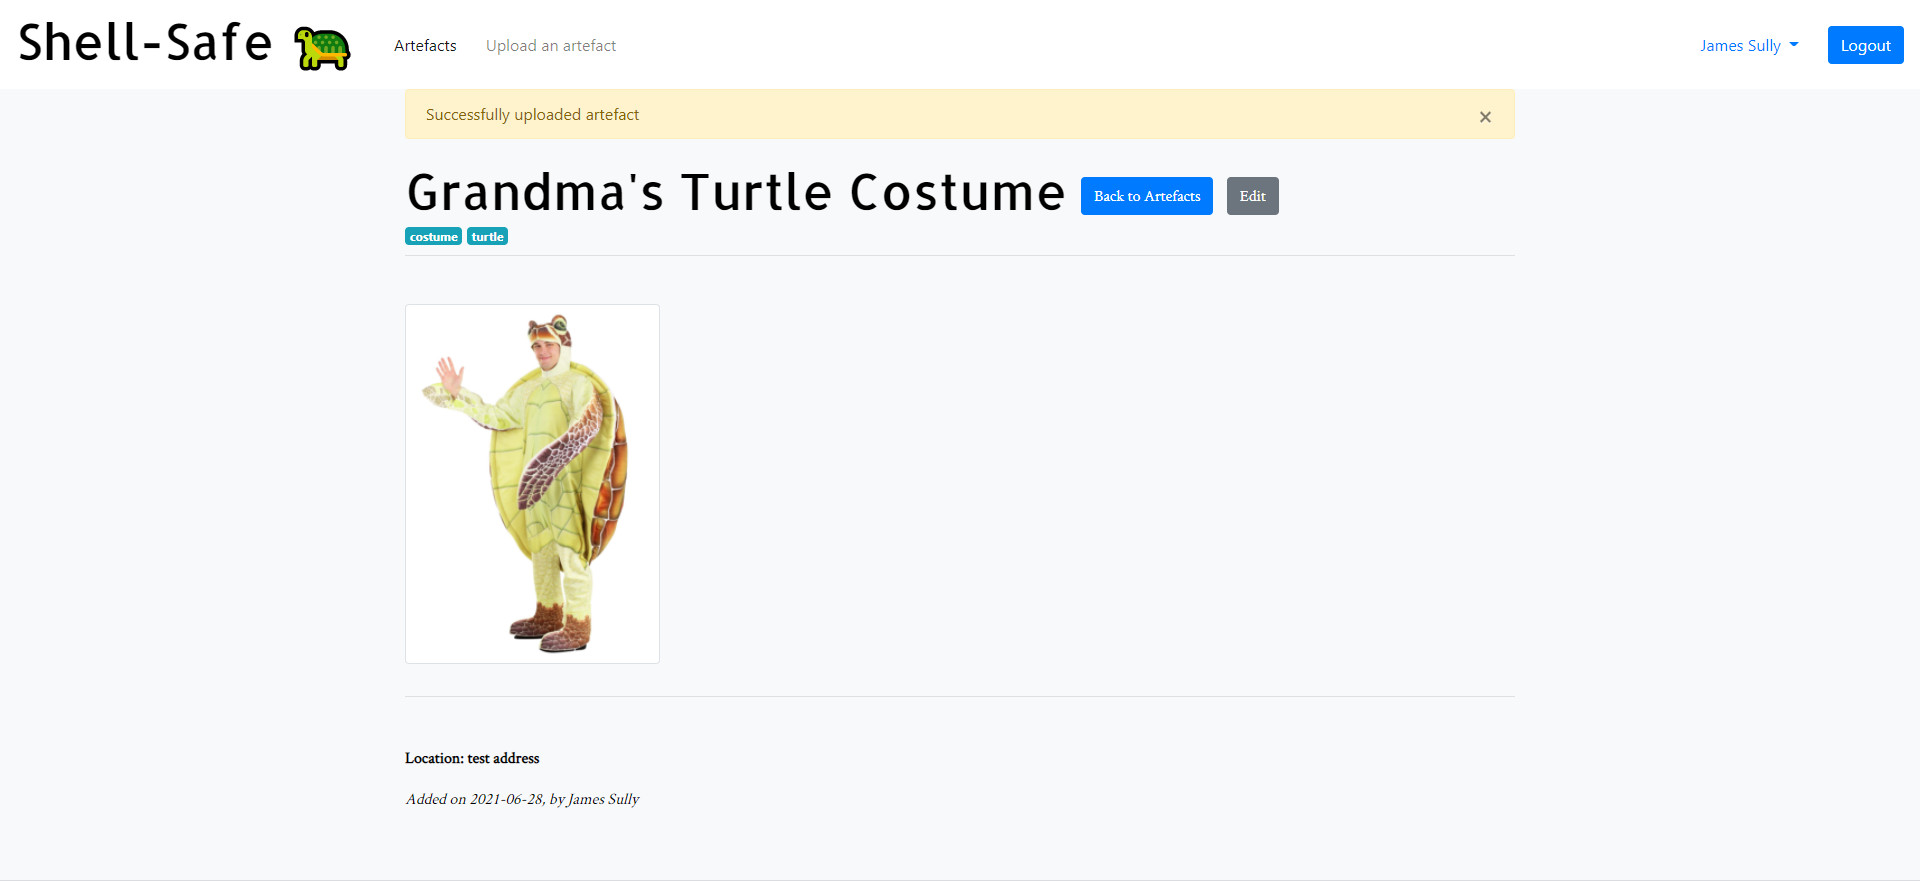 Shell-Safe
Artefacts
Upload an artefact
James Sully
Logout
Successfully uploaded artefact
×
Grandma's Turtle Costume
Back to Artefacts
Edit
costume turtle
Location: test address
Added on 2021-06-28, by James Sully